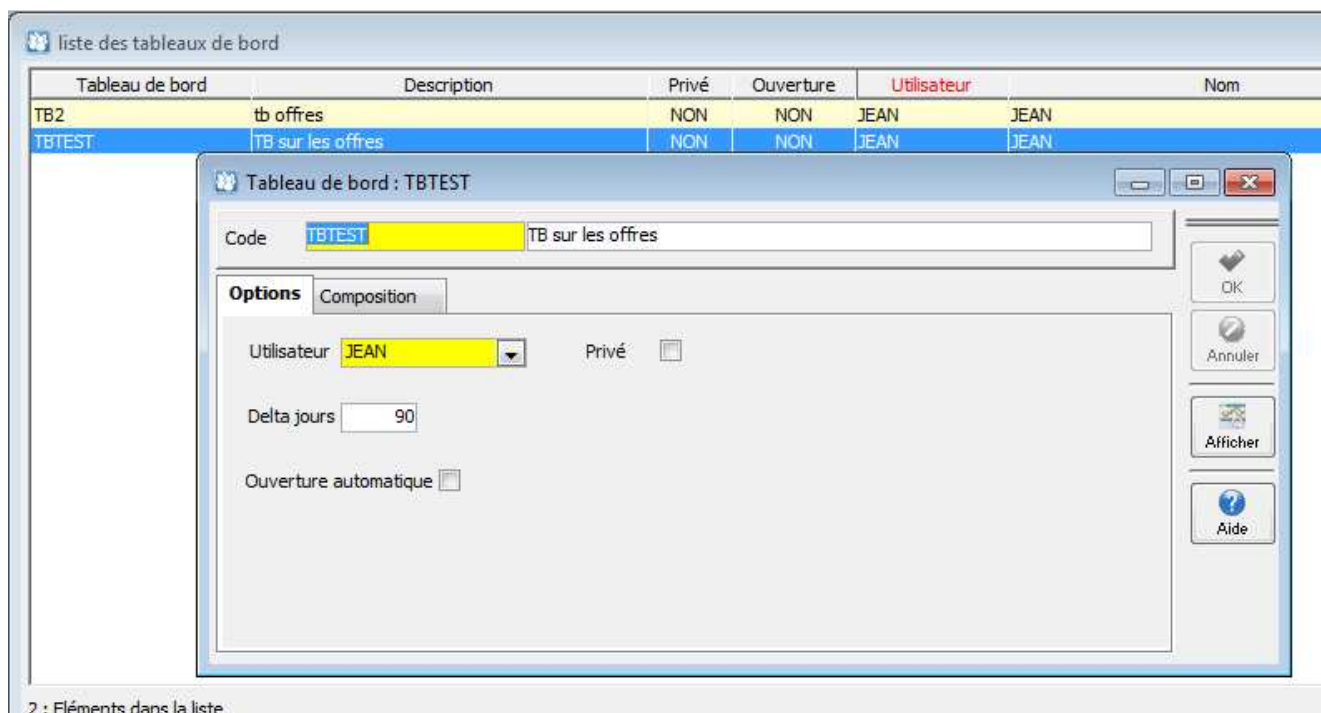 liste des tableaux de bord
Tableau de bord Description Privé Ouverture Utilisateur Nom
TB2 tb offres NON NON JEAN JEAN
TBTEST TB sur les offres NON NON JEAN JEAN
Tableau de bord : TBTEST
Code TBTEST TB sur les offres
OK
Options Composition
Utilisateur JEAN Privé
Annuler
Delta jours 90
Afficher
Ouverture automatique
Aide
2 : Eléments dans la liste